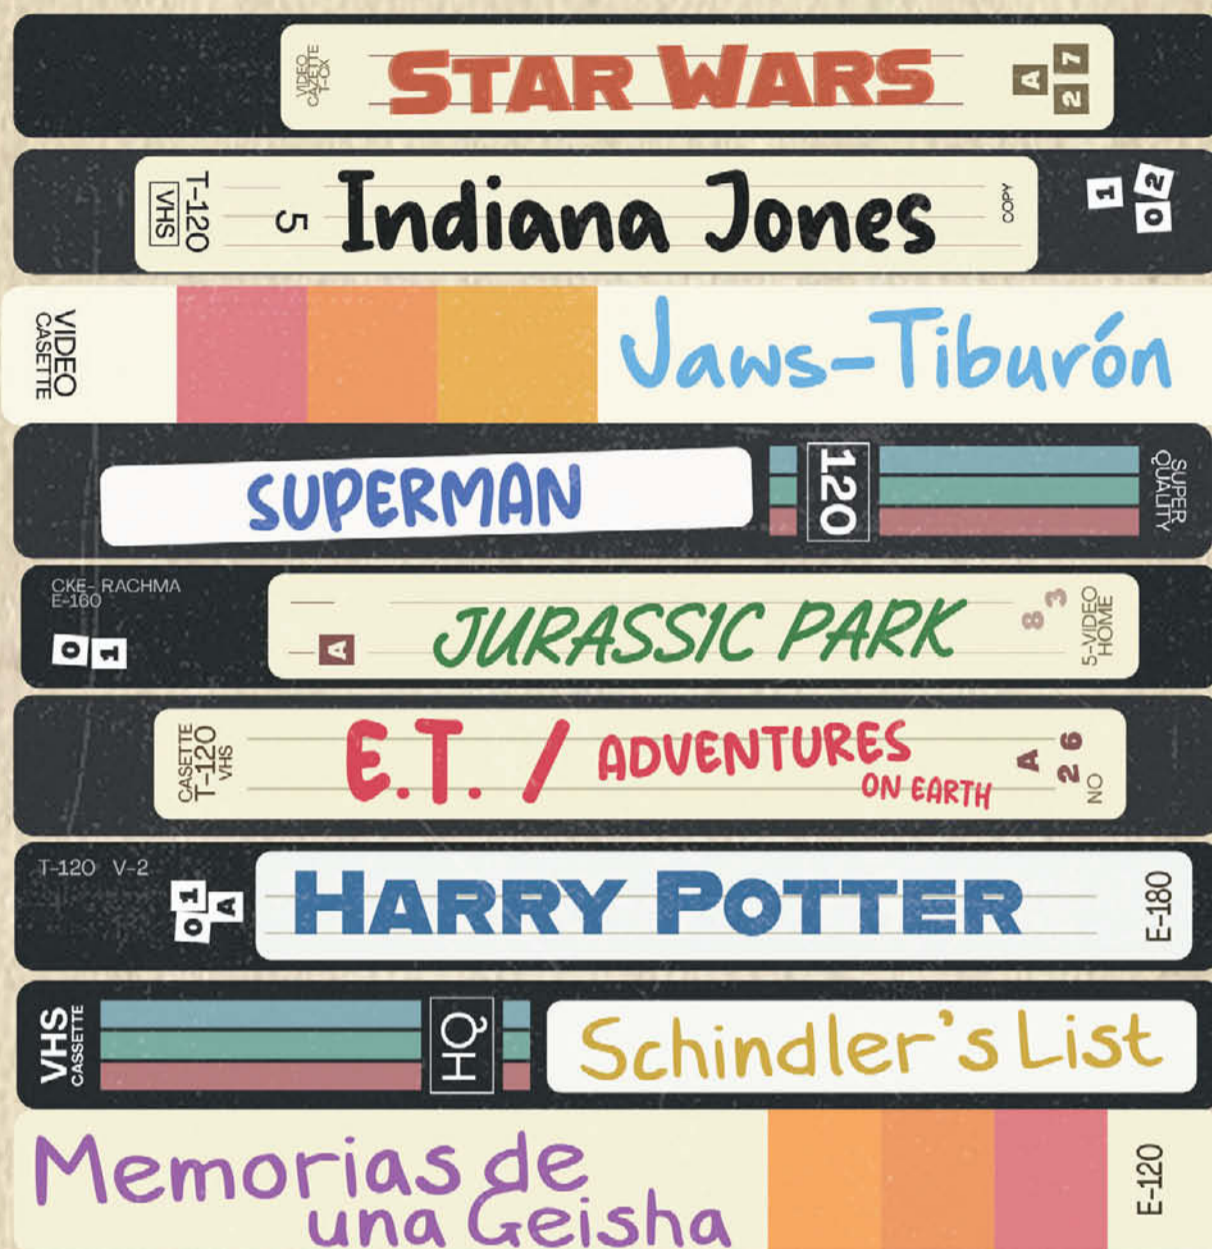 VIDEO
CAZETTE
T-CX
STAR WARS
A
2 7
T-120
VHS
5
Indiana Jones
COPY
1
0 2
VIDEO
CASETTE
Jaws-Tiburón
SUPERMAN
120
SUPER
QUALITY
CKE- RACHMA
E-160
0 1
A
JURASSIC PARK
8 3
5-VIDEO
HOME
CASETTE
T-120
VHS
E.T. / ADVENTURES
ON EARTH
A
2 6
NO
T-120 V-2
0 1
A
HARRY POTTER
E-180
VHS
CASSETTE
HQ
Schindler's List
Memorias de
una Geisha
E-120